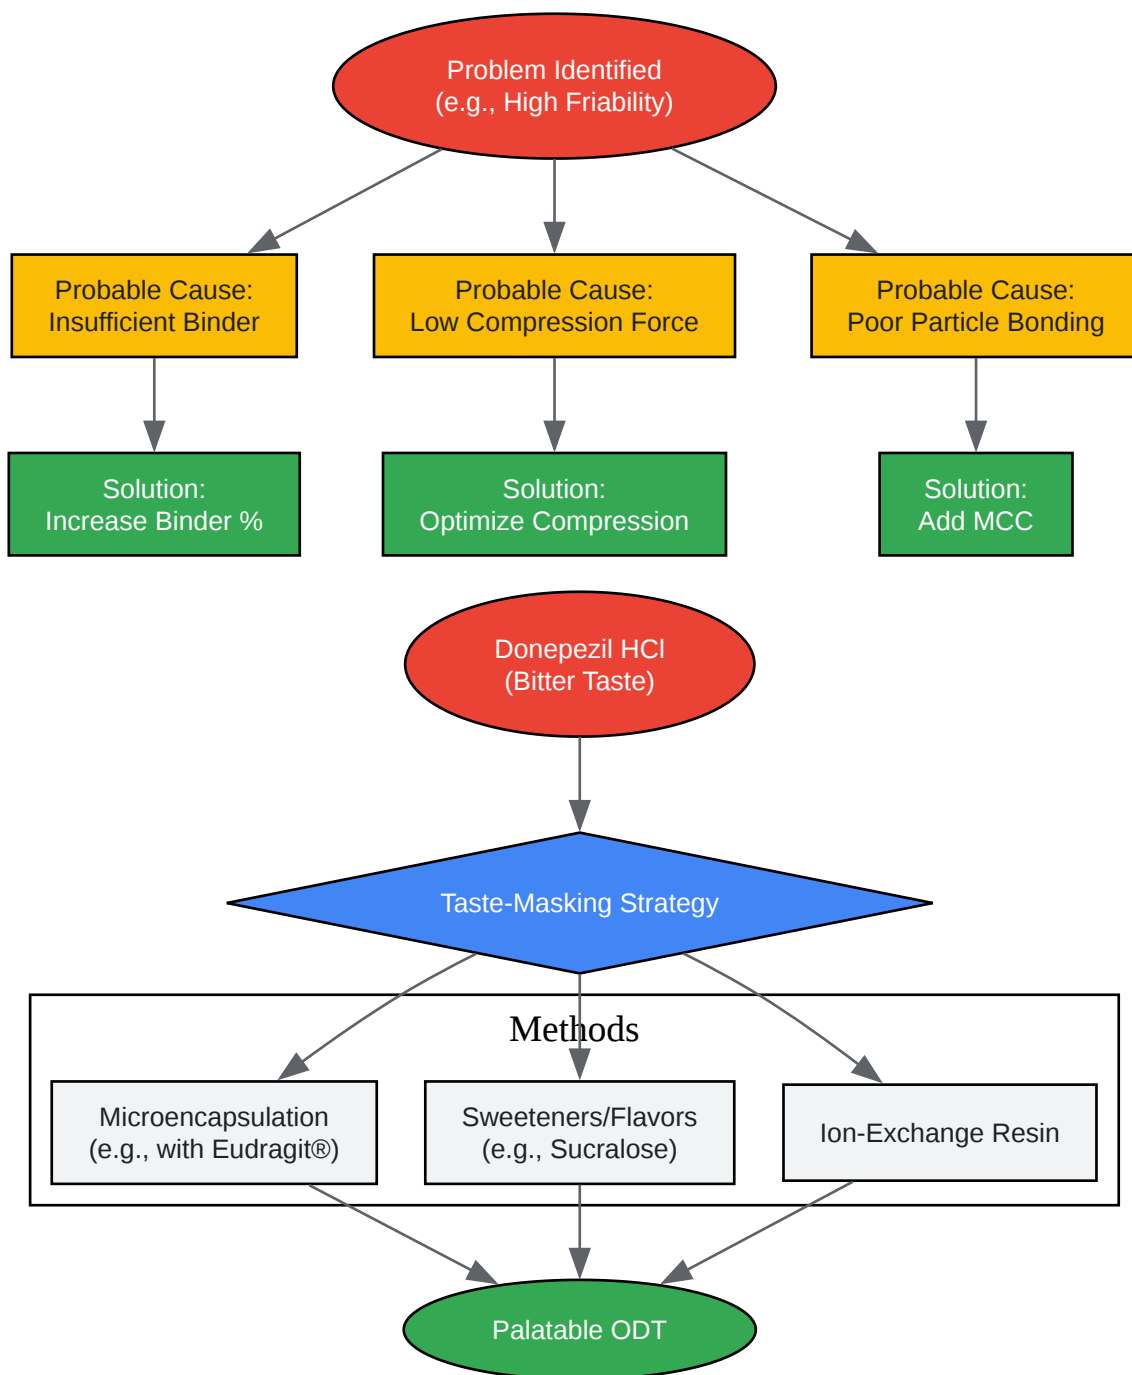 Problem Identified
(e.g., High Friability)
Probable Cause:
Insufficient Binder
Probable Cause:
Low Compression Force
Probable Cause:
Poor Particle Bonding
Solution:
Increase Binder %
Solution:
Optimize Compression
Solution:
Add MCC
Donepezil HCl
(Bitter Taste)
Taste-Masking Strategy
Methods
Microencapsulation
(e.g., with Eudragit®)
Sweeteners/Flavors
(e.g., Sucralose)
Ion-Exchange Resin
Palatable ODT